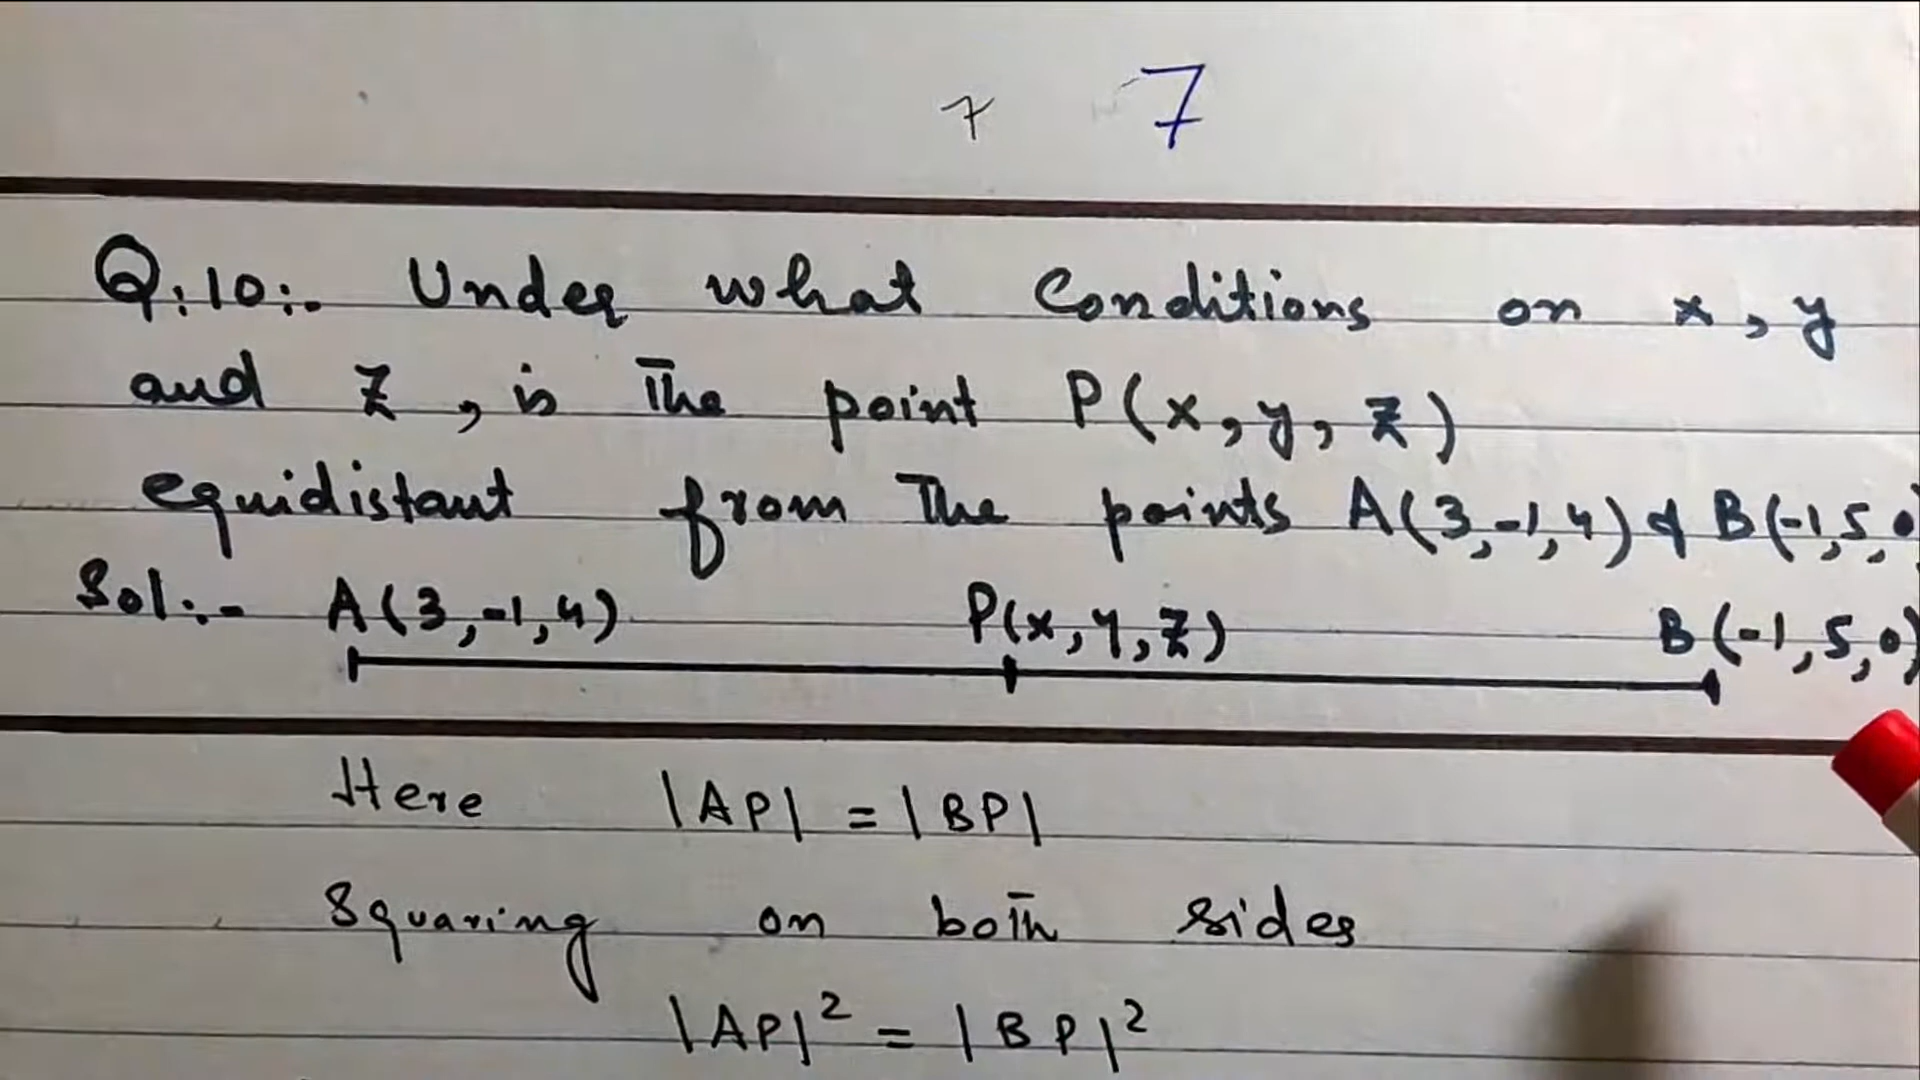 7 7
Q:10:- Under what Conditions on x, y
and z, is the point P(x, y, z)
equidistant from the points A(3,-1,4) & B(-1,5,0)
Sol:- A(3,-1,4) P(x,y,z) B(-1,5,0)
Here |AP| = |BP|
Squaring on both sides
|AP|² = |BP|²